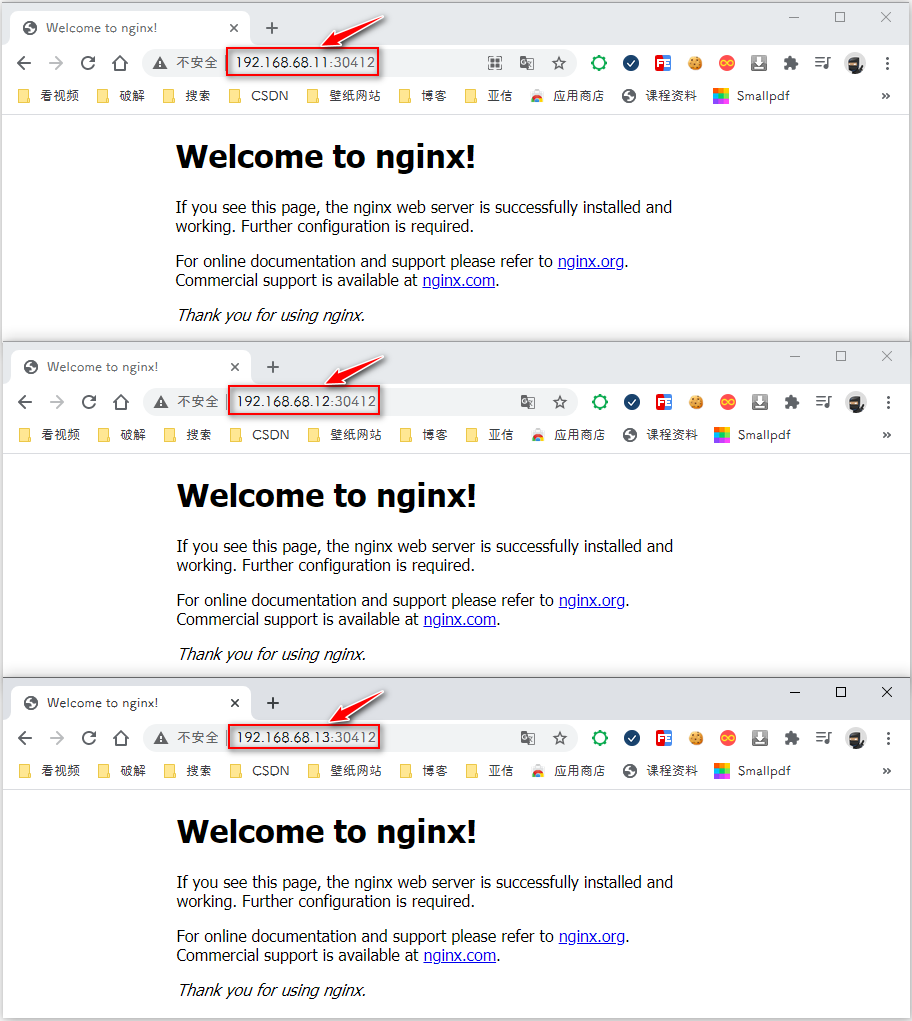 Welcome to nginx!
不安全 192.168.68.11:30412
看视频 破解 搜索 CSDN 壁纸网站 博客 亚信 应用商店 课程资料 Smallpdf »
Welcome to nginx!
If you see this page, the nginx web server is successfully installed and
working. Further configuration is required.
For online documentation and support please refer to nginx.org.
Commercial support is available at nginx.com.
Thank you for using nginx.
Welcome to nginx!
不安全 192.168.68.12:30412
看视频 破解 搜索 CSDN 壁纸网站 博客 亚信 应用商店 课程资料 Smallpdf »
Welcome to nginx!
If you see this page, the nginx web server is successfully installed and
working. Further configuration is required.
For online documentation and support please refer to nginx.org.
Commercial support is available at nginx.com.
Thank you for using nginx.
Welcome to nginx!
不安全 192.168.68.13:30412
看视频 破解 搜索 CSDN 壁纸网站 博客 亚信 应用商店 课程资料 Smallpdf »
Welcome to nginx!
If you see this page, the nginx web server is successfully installed and
working. Further configuration is required.
For online documentation and support please refer to nginx.org.
Commercial support is available at nginx.com.
Thank you for using nginx.